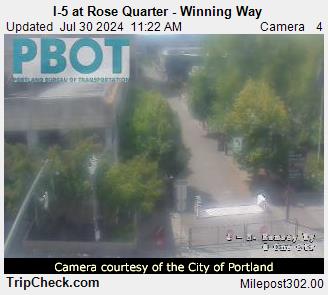 I-5 at Rose Quarter - Winning Way
Updated Jul 30 2024 11:22 AM Camera 4
PBOT
PORTLAND BUREAU OF TRANSPORTATION
Camera courtesy of the City of Portland
TripCheck.com Milepost302.00